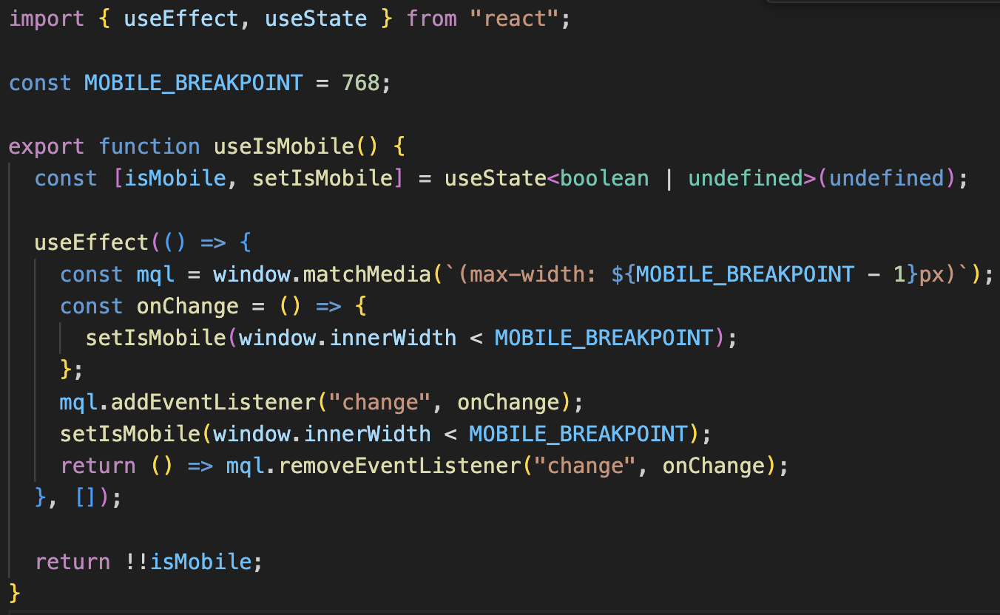 import { useEffect, useState } from "react";
const MOBILE_BREAKPOINT = 768;
export function useIsMobile() {
const [isMobile, setIsMobile] = useState<boolean | undefined>(undefined);
useEffect(() => {
const mql = window.matchMedia(`(max-width: ${MOBILE_BREAKPOINT - 1}px)`);
const onChange = () => {
setIsMobile(window.innerWidth < MOBILE_BREAKPOINT);
};
mql.addEventListener("change", onChange);
setIsMobile(window.innerWidth < MOBILE_BREAKPOINT);
return () => mql.removeEventListener("change", onChange);
}, []);
return !!isMobile;
}